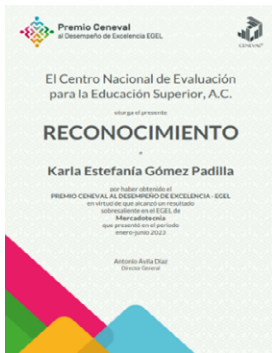 Premio Ceneval
al Desempeño de Excelencia EGEL
CENEVAL
El Centro Nacional de Evaluación
para la Educación Superior, A.C.
otorga el presente
RECONOCIMIENTO
a
Karla Estefanía Gómez Padilla
por haber obtenido el
PREMIO CENEVAL AL DESEMPEÑO DE EXCELENCIA - EGEL
en virtud de que alcanzó un resultado
sobresaliente en el EGEL de
Mercadotecnia
que presentó en el periodo
enero-junio 2023
Antonio Ávila Díaz
Director General